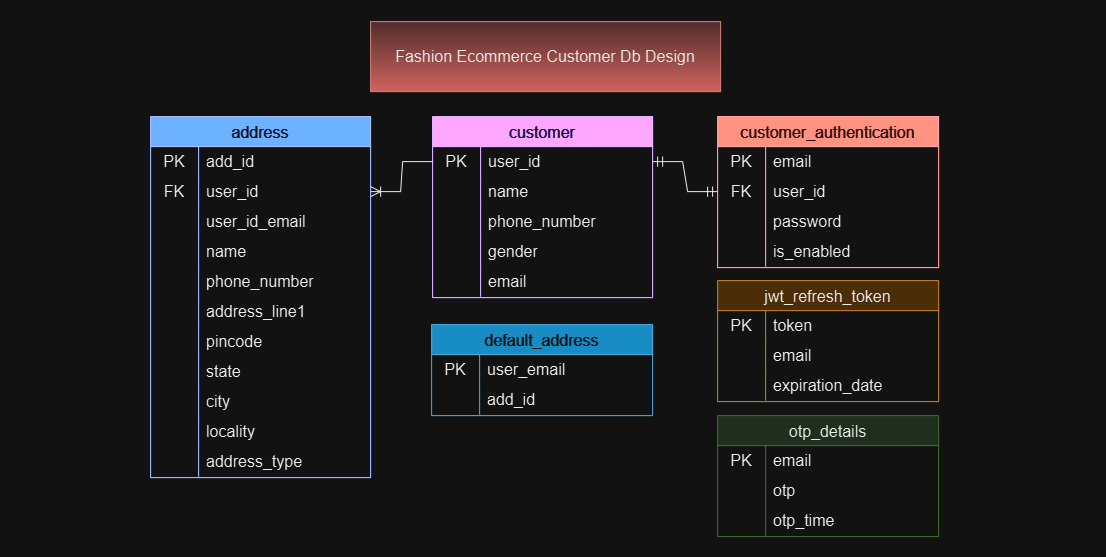 Fashion Ecommerce Customer Db Design
address
PK add_id
FK user_id
user_id_email
name
phone_number
address_line1
pincode
state
city
locality
address_type
customer
PK user_id
name
phone_number
gender
email
default_address
PK user_email
add_id
customer_authentication
PK email
FK user_id
password
is_enabled
jwt_refresh_token
PK token
email
expiration_date
otp_details
PK email
otp
otp_time